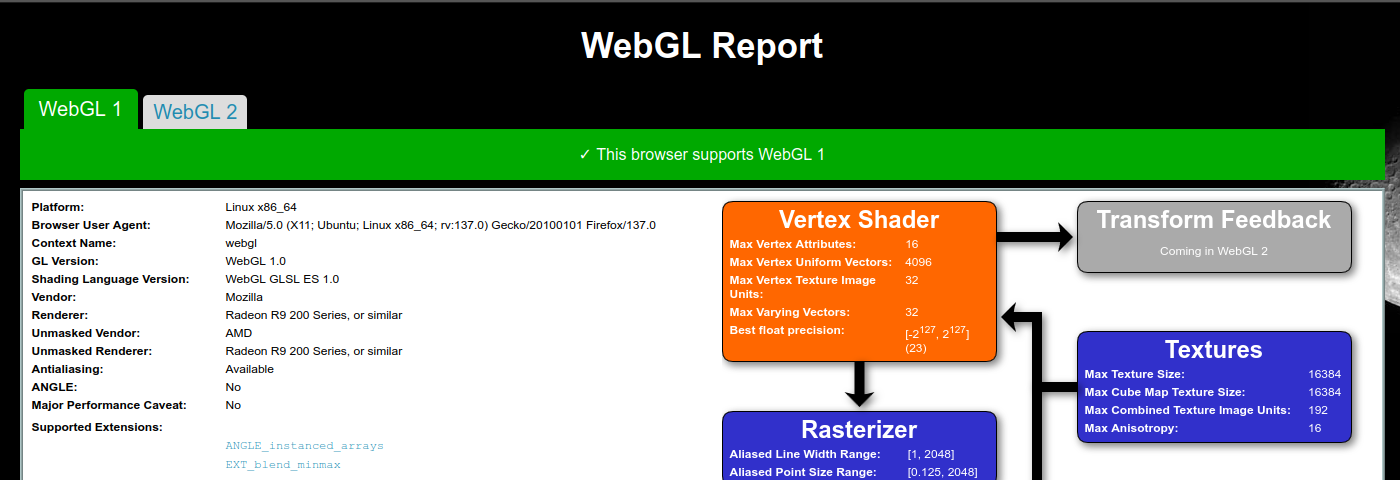 WebGL Report
WebGL 1
WebGL 2
✓ This browser supports WebGL 1
Platform: Linux x86_64
Browser User Agent: Mozilla/5.0 (X11; Ubuntu; Linux x86_64; rv:137.0) Gecko/20100101 Firefox/137.0
Context Name: webgl
GL Version: WebGL 1.0
Shading Language Version: WebGL GLSL ES 1.0
Vendor: Mozilla
Renderer: Radeon R9 200 Series, or similar
Unmasked Vendor: AMD
Unmasked Renderer: Radeon R9 200 Series, or similar
Antialiasing: Available
ANGLE: No
Major Performance Caveat: No
Supported Extensions:
ANGLE_instanced_arrays
EXT_blend_minmax
Vertex Shader
Max Vertex Attributes: 16
Max Vertex Uniform Vectors: 4096
Max Vertex Texture Image 32
Units:
Max Varying Vectors: 32
Best float precision: [-2^127, 2^127]
(23)
Rasterizer
Aliased Line Width Range: [1, 2048]
Aliased Point Size Range: [0.125, 2048]
Transform Feedback
Coming in WebGL 2
Textures
Max Texture Size: 16384
Max Cube Map Texture Size: 16384
Max Combined Texture Image Units: 192
Max Anisotropy: 16